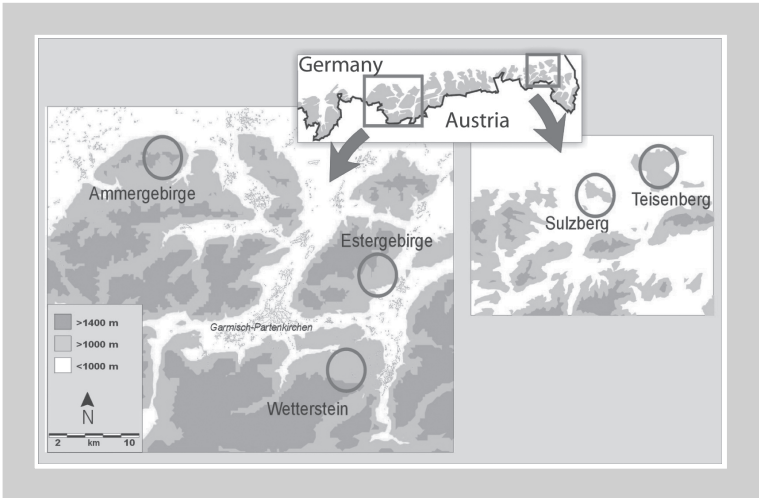 Germany
Austria
Ammergebirge
Estergebirge
Sulzberg
Teisenberg
Garmisch-Partenkirchen
Wetterstein
>1400 m
>1000 m
<1000 m
N
2 km 10